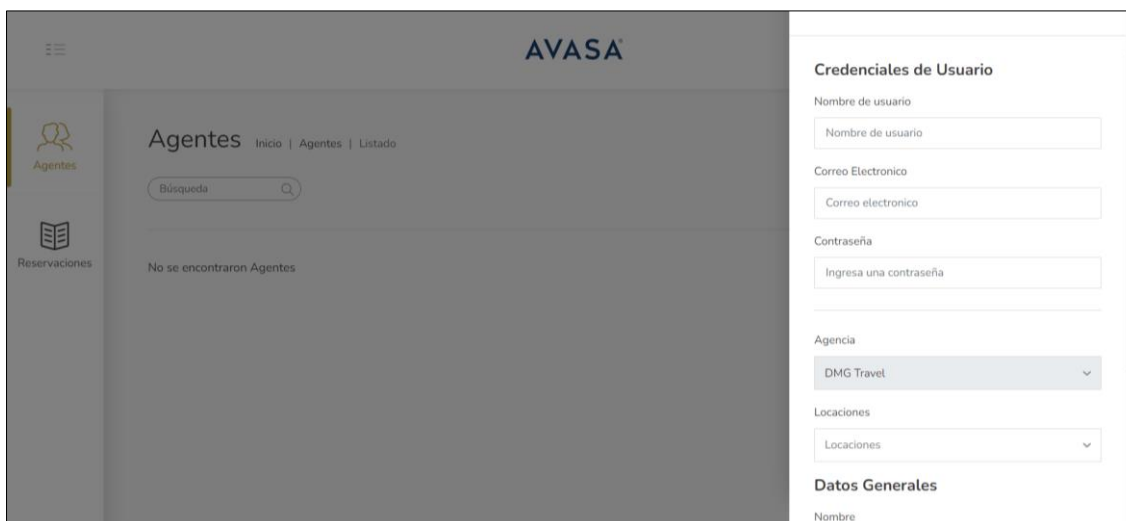 AVASA
Agentes
Reservaciones
Agentes Inicio | Agentes | Listado
Búsqueda
No se encontraron Agentes
Credenciales de Usuario
Nombre de usuario
Nombre de usuario
Correo Electronico
Correo electronico
Contraseña
Ingresa una contraseña
Agencia
DMG Travel
Locaciones
Locaciones
Datos Generales
Nombre